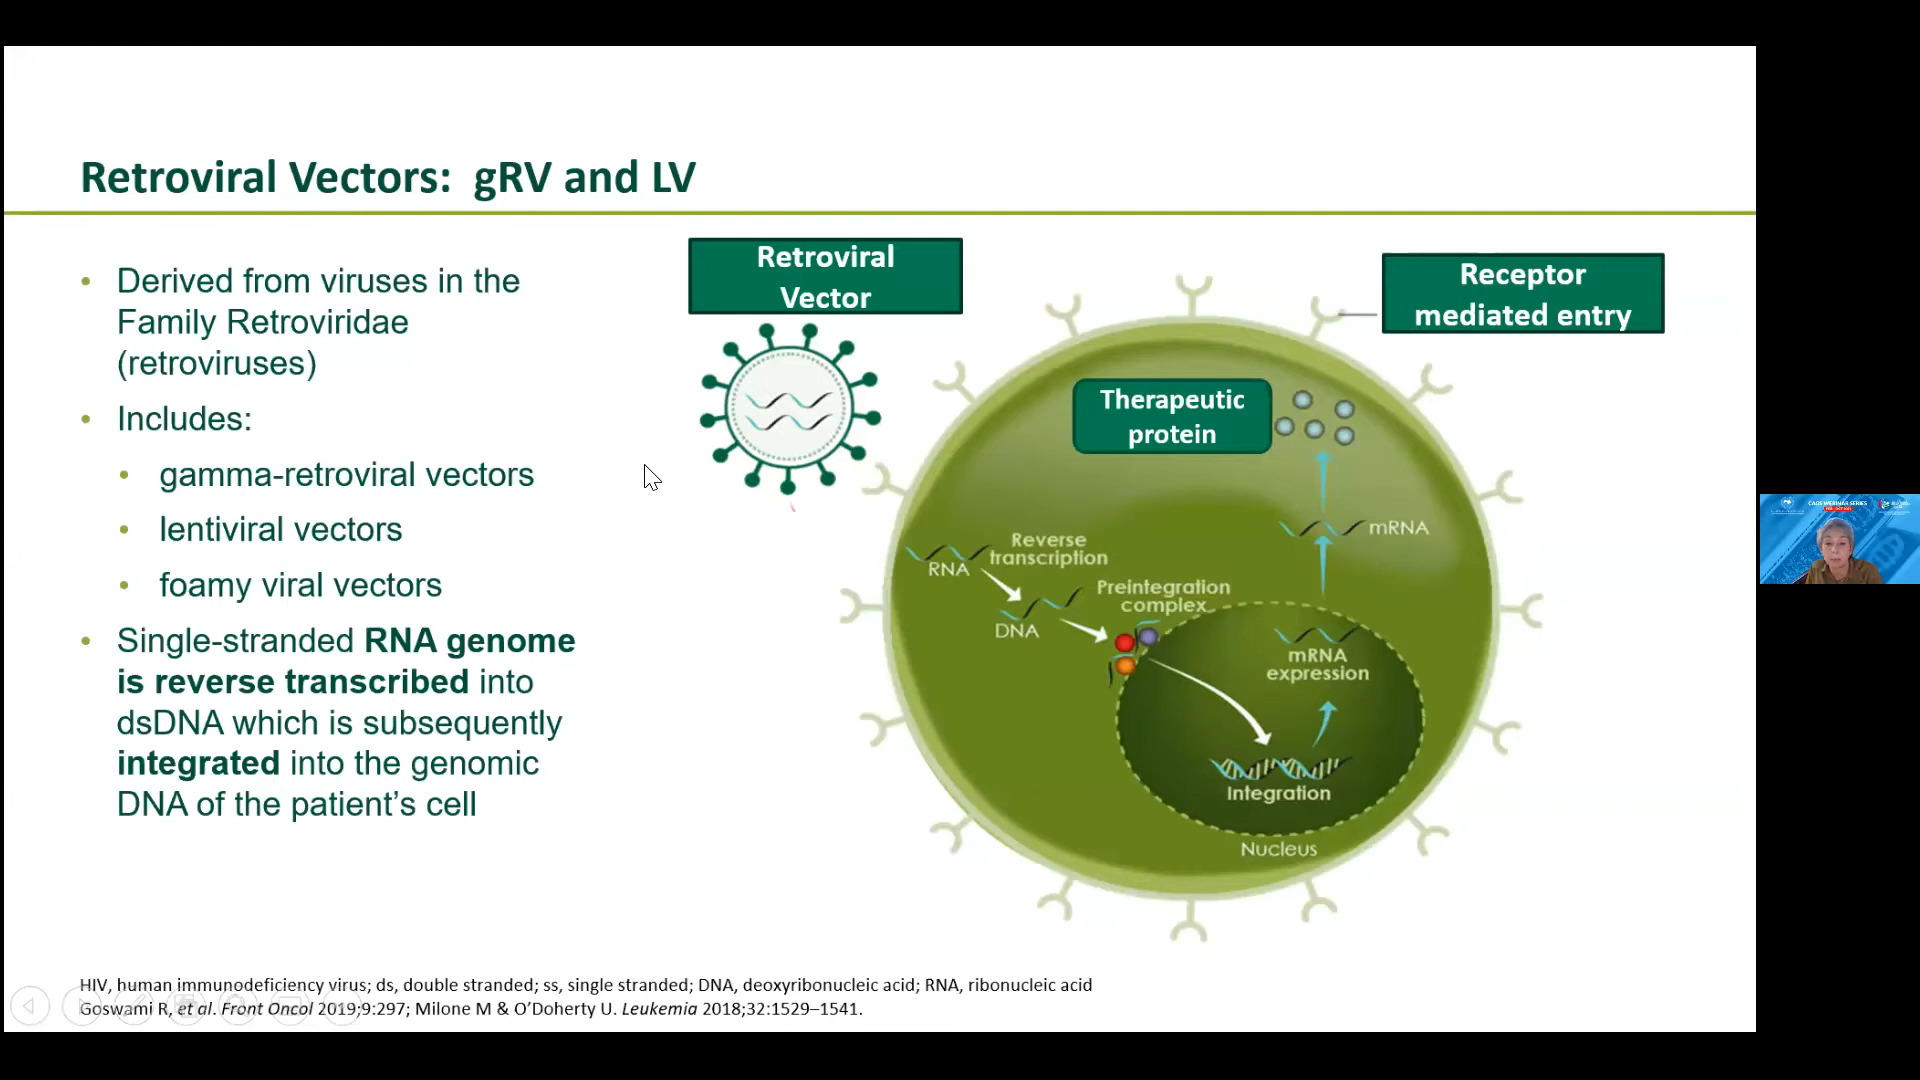 Retroviral Vectors: gRV and LV
• Derived from viruses in the
Family Retroviridae
(retroviruses)
• Includes:
• gamma-retroviral vectors
• lentiviral vectors
• foamy viral vectors
• Single-stranded RNA genome
is reverse transcribed into
dsDNA which is subsequently
integrated into the genomic
DNA of the patient’s cell
Retroviral
Vector
Receptor
mediated entry
Therapeutic
protein
mRNA
Reverse
transcription
RNA
Preintegration
complex
DNA
mRNA
expression
Integration
Nucleus
HIV, human immunodeficiency virus; ds, double stranded; ss, single stranded; DNA, deoxyribonucleic acid; RNA, ribonucleic acid
Goswami R, et al. Front Oncol 2019;9:297; Milone M & O’Doherty U. Leukemia 2018;32:1529–1541.
WEBINAR SERIES